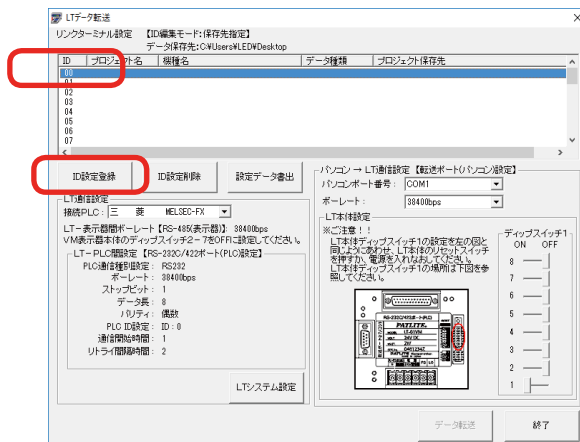 LTデータ転送
リンクターミナル設定 【ID編集モード:保存先指定】
データ保存先:C:¥Users¥LED¥Desktop
ID プロジェクト名 機種名 データ種類 プロジェクト保存先
00
01
02
03
04
05
06
07
ID設定登録 ID設定削除 設定データ書出
LT通信設定
接続PLC: 三 菱 MELSEC-FX
LT-表示器間ボーレート【RS-485(表示器)】 38400bps
VM表示器本体のディップスイッチ2-7をOFFに設定してください。
LT-PLC間設定 【RS-232C/422ポート(PLC)設定】
PLC通信種別設定: RS232
ボーレート: 38400bps
ストップビット: 1
データ長: 8
パリティ: 偶数
PLC ID設定: ID:0
通信開始時間: 1
リトライ間隔時間: 2
LTシステム設定
パソコン → LT通信設定 【転送ポート(パソコン)設定】
パソコンポート番号: COM1
ボーレート: 38400bps
LT本体設定
※ご注意!!
LT本体ディップスイッチ1の設定を左の図と
同じようにあわせ、LT本体のリセットスイッチ
を押すか、電源を入れなおしてください。
LT本体ディップスイッチ1の場所は下図を参
照してください。
RS-232C/422ポート(PLC)
PATLITE
ディップスイッチ1
ON OFF
8
7
6
5
4
3
2
1
データ転送 終了